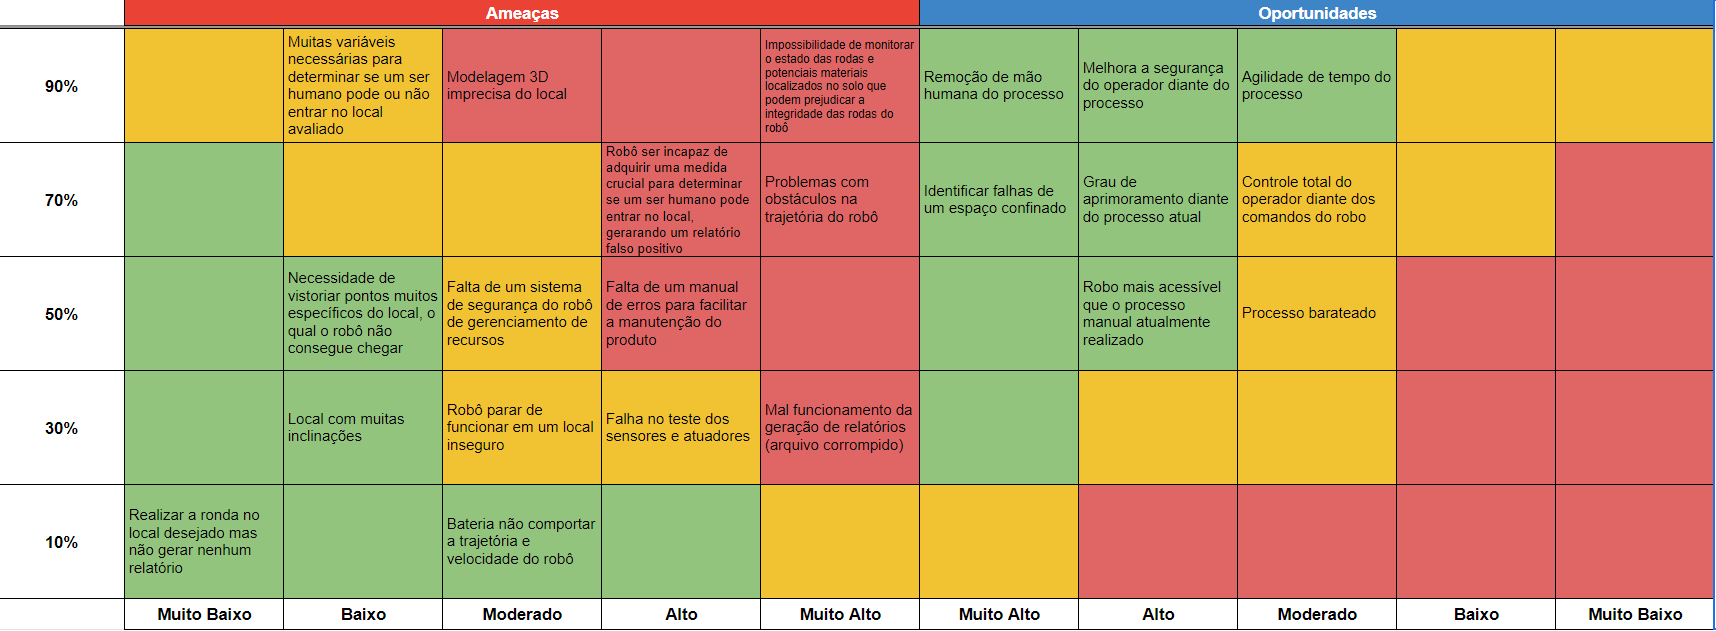 Ameaças
Oportunidades
90%
Muitas variáveis
necessárias para
determinar se um ser
humano pode ou não
entrar no local
avaliado
Modelagem 3D
imprecisa do local
Impossibilidade de monitorar
o estado das rodas e
potenciais materiais
localizados no solo que
podem prejudicar a
integridade das rodas do
robô
Remoção de mão
humana do processo
Melhora a segurança
do operador diante do
processo
Agilidade de tempo do
processo
70%
Robô ser incapaz de
adquirir uma medida
crucial para determinar
se um ser humano pode
entrar no local,
gerarando um relatório
falso positivo
Problemas com
obstáculos na
trajetória do robô
Identificar falhas de
um espaço confinado
Grau de
aprimoramento diante
do processo atual
Controle total do
operador diante dos
comandos do robo
50%
Necessidade de
vistoriar pontos muitos
específicos do local, o
qual o robô não
consegue chegar
Falta de um sistema
de segurança do robô
de gerenciamento de
recursos
Falta de um manual
de erros para facilitar
a manutenção do
produto
Robo mais acessível
que o processo
manual atualmente
realizado
Processo barateado
30%
Local com muitas
inclinações
Robô parar de
funcionar em um local
inseguro
Falha no teste dos
sensores e atuadores
Mal funcionamento da
geração de relatórios
(arquivo corrompido)
10%
Realizar a ronda no
local desejado mas
não gerar nenhum
relatório
Bateria não comportar
a trajetória e
velocidade do robô
Muito Baixo
Baixo
Moderado
Alto
Muito Alto
Muito Alto
Alto
Moderado
Baixo
Muito Baixo